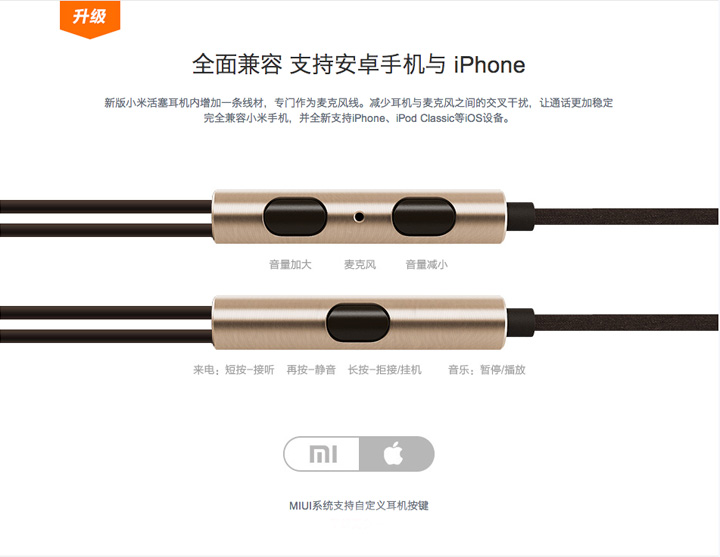 升级
全面兼容 支持安卓手机与 iPhone
新版小米活塞耳机内增加一条线材，专门作为麦克风线。减少耳机与麦克风之间的交叉干扰，让通话更加稳定
完全兼容小米手机，并全新支持iPhone、iPod Classic等iOS设备。
音量加大 麦克风 音量减小
来电：短按-接听 再按-静音 长按-拒接/挂机 音乐：暂停/播放
MI
MIUI系统支持自定义耳机按键